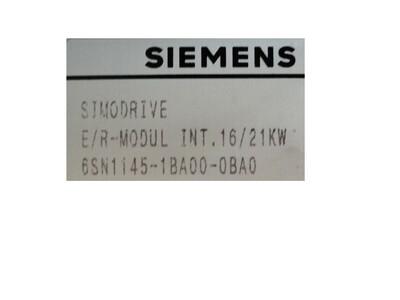 SIEMENS
SIMODRIVE
E/R-MODUL INT.16/21KW
6SN1145-1BA00-0BA0